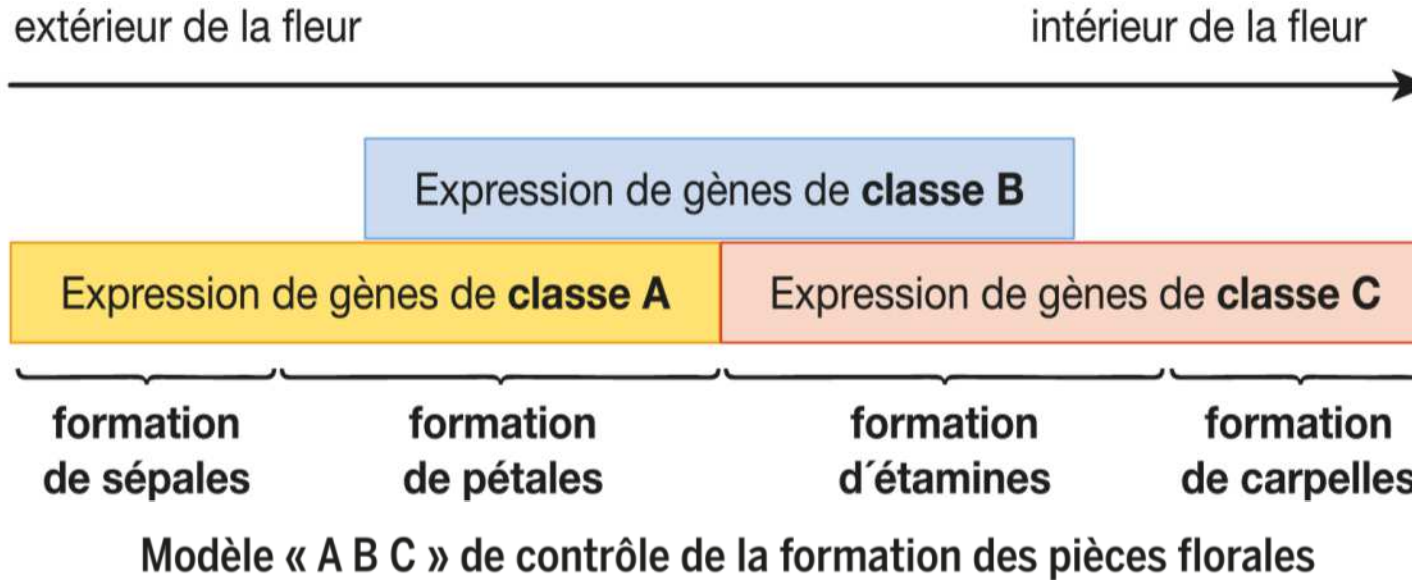 extérieur de la fleur intérieur de la fleur
Expression de gènes de classe B
Expression de gènes de classe A Expression de gènes de classe C
formation formation formation formation
de sépales de pétales d´étamines de carpelles
Modèle « A B C » de contrôle de la formation des pièces florales